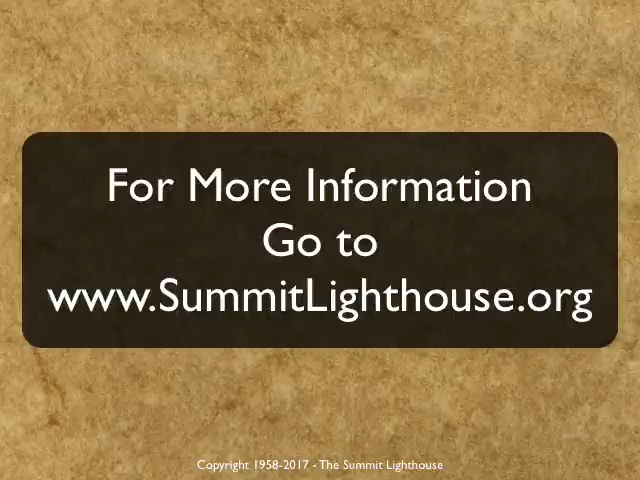 For More Information
Go to
www.SummitLighthouse.org
Copyright 1958-2017 - The Summit Lighthouse